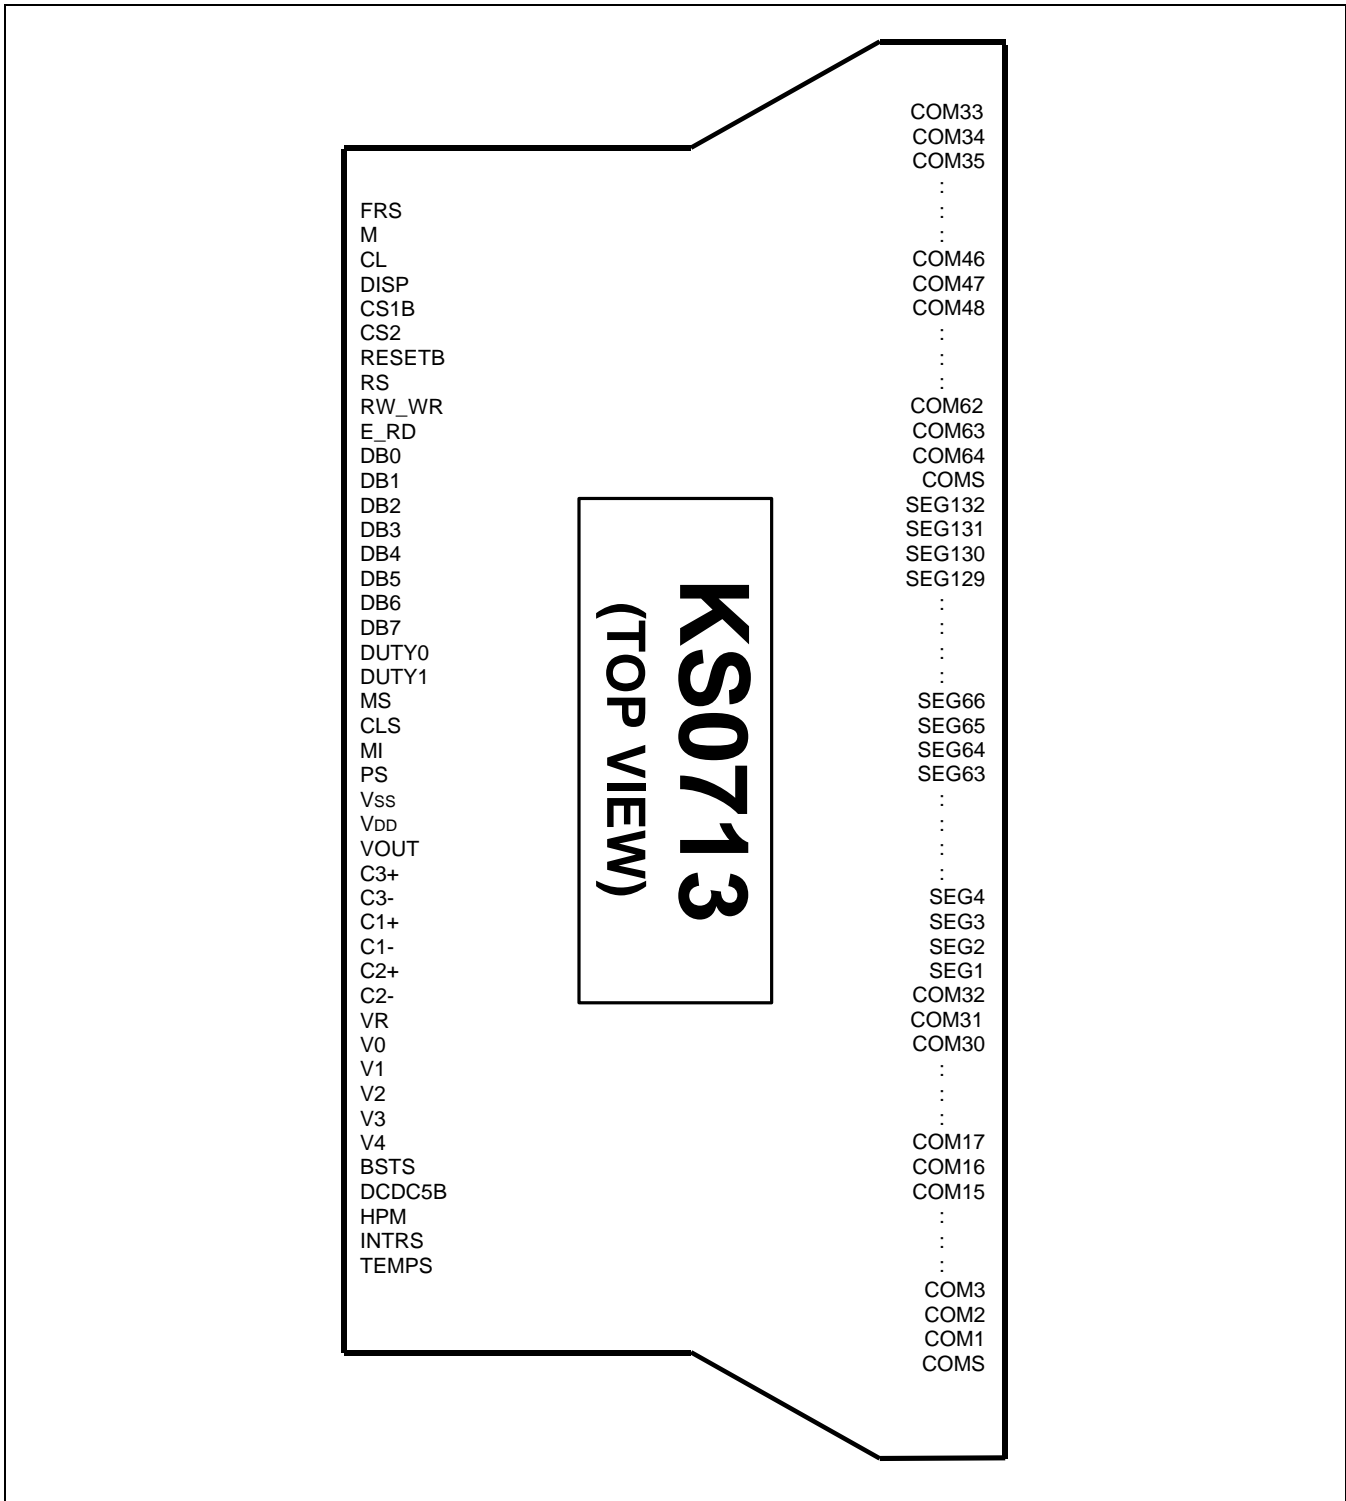 FRS
M
CL
DISP
CS1B
CS2
RESETB
RS
RW_WR
E_RD
DB0
DB1
DB2
DB3
DB4
DB5
DB6
DB7
DUTY0
DUTY1
MS
CLS
MI
PS
VSS
VDD
VOUT
C3+
C3-
C1+
C1-
C2+
C2-
VR
V0
V1
V2
V3
V4
BSTS
DCDC5B
HPM
INTRS
TEMPS
KS0713
(TOP VIEW)
COM33
COM34
COM35
:
:
:
COM46
COM47
COM48
:
:
:
COM62
COM63
COM64
COMS
SEG132
SEG131
SEG130
SEG129
:
:
:
:
SEG66
SEG65
SEG64
SEG63
:
:
:
:
SEG4
SEG3
SEG2
SEG1
COM32
COM31
COM30
:
:
:
COM17
COM16
COM15
:
:
:
COM3
COM2
COM1
COMS